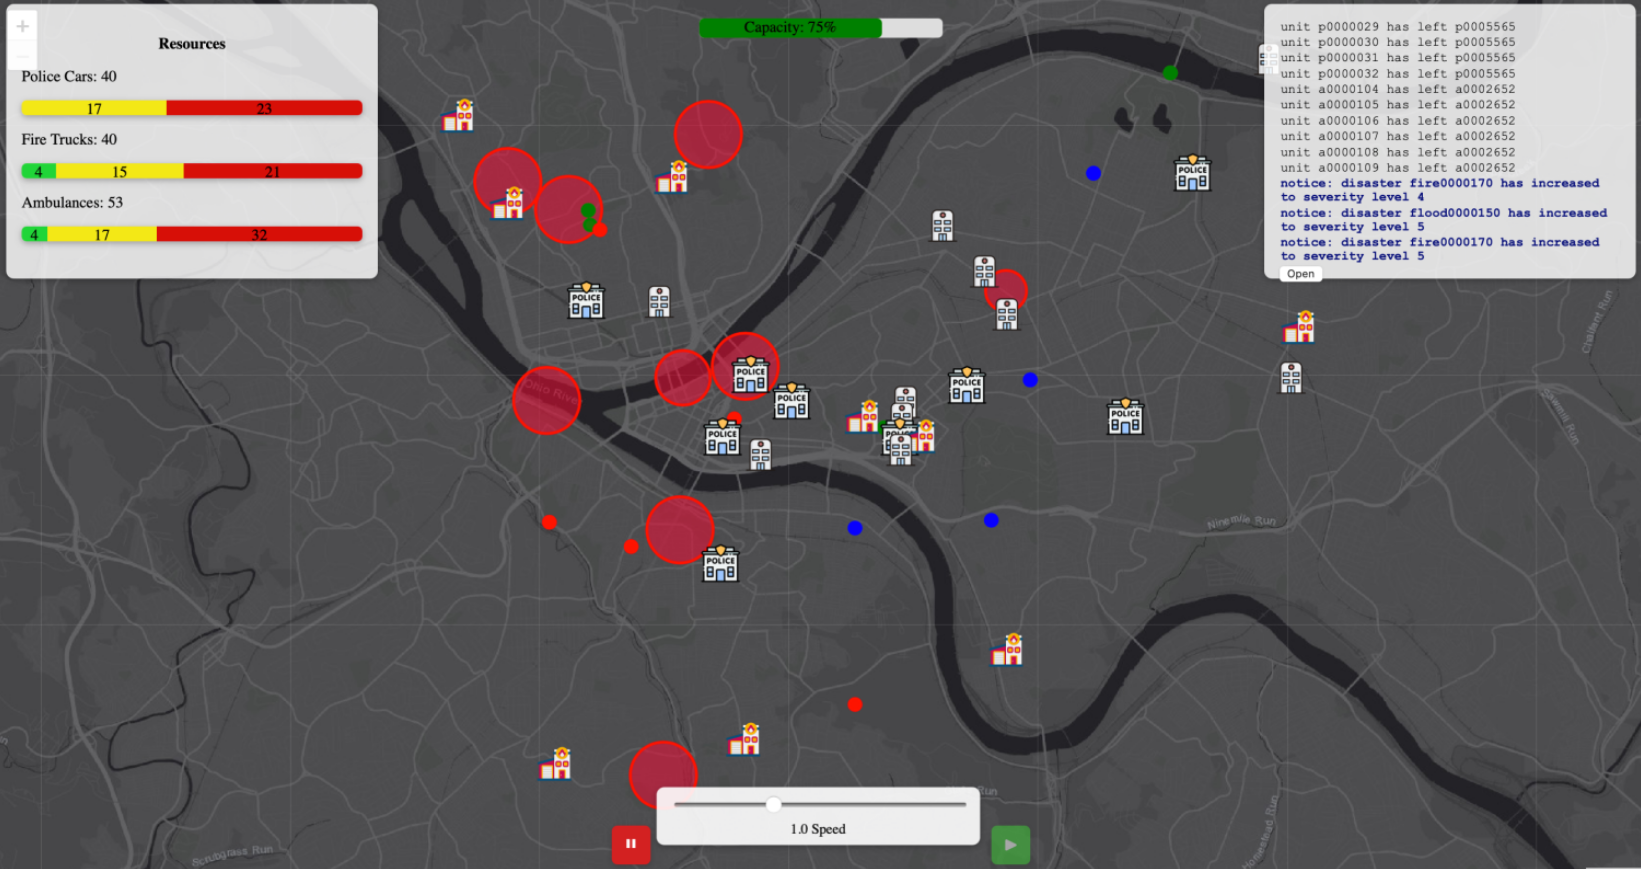 +
−
Resources
Police Cars: 40
17 23
Fire Trucks: 40
4 15 21
Ambulances: 53
4 17 32
Capacity: 75%
unit p0000029 has left p0005565
unit p0000030 has left p0005565
unit p0000031 has left p0005565
unit p0000032 has left p0005565
unit a0000104 has left a0002652
unit a0000105 has left a0002652
unit a0000106 has left a0002652
unit a0000107 has left a0002652
unit a0000108 has left a0002652
unit a0000109 has left a0002652
notice: disaster fire0000170 has increased
to severity level 4
notice: disaster flood0000150 has increased
to severity level 5
notice: disaster fire0000170 has increased
to severity level 5
Open
POLICE
POLICE
POLICE
POLICE
POLICE
POLICE
POLICE
POLICE
Ohio River
Chalfant Run
Ninemile Run
Run
1.0 Speed
Scrubgrass Run
Homestead Run